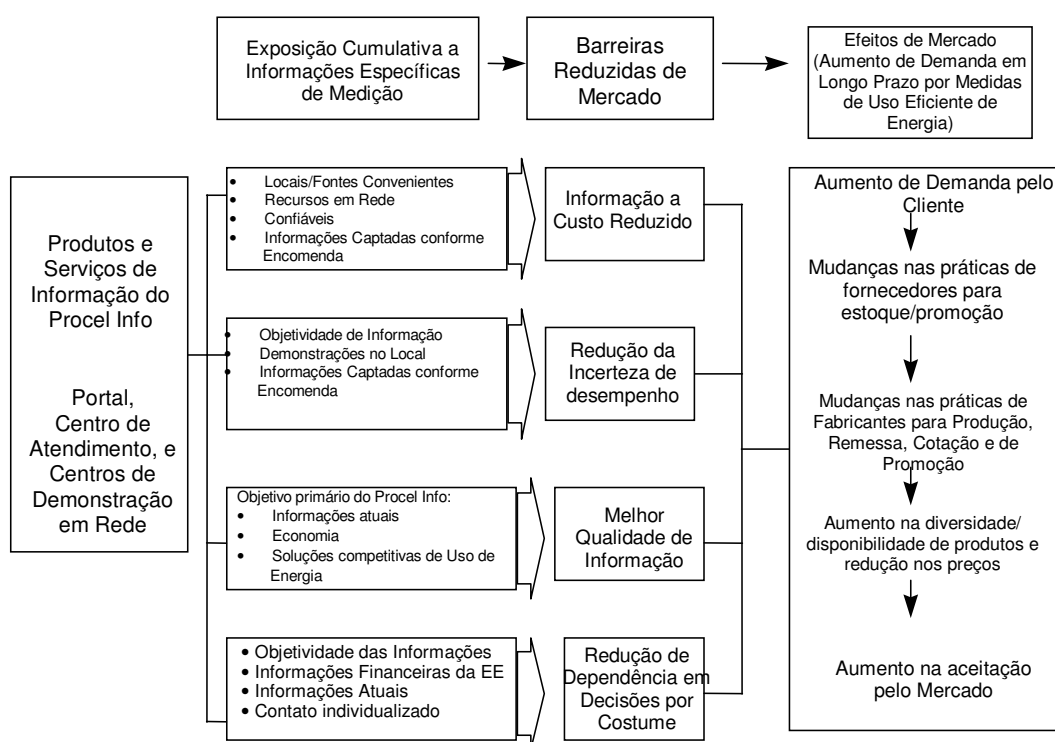 Exposição Cumulativa a
Informações Específicas
de Medição
Barreiras
Reduzidas de
Mercado
Efeitos de Mercado
(Aumento de Demanda em
Longo Prazo por Medidas
de Uso Eficiente de
Energia)
Produtos e
Serviços de
Informação do
Procel Info
Portal,
Centro de
Atendimento, e
Centros de
Demonstração
em Rede
• Locais/Fontes Convenientes
• Recursos em Rede
• Confiáveis
• Informações Captadas conforme
Encomenda
Informação a
Custo Reduzido
• Objetividade de Informação
• Demonstrações no Local
• Informações Captadas conforme
Encomenda
Redução da
Incerteza de
desempenho
Objetivo primário do Procel Info:
• Informações atuais
• Economia
• Soluções competitivas de Uso de
Energia
Melhor
Qualidade de
Informação
• Objetividade das Informações
• Informações Financeiras da EE
• Informações Atuais
• Contato individualizado
Redução de
Dependência em
Decisões por
Costume
Aumento de Demanda pelo
Cliente
Mudanças nas práticas de
fornecedores para
estoque/promoção
Mudanças nas práticas de
Fabricantes para Produção,
Remessa, Cotação e de
Promoção
Aumento na diversidade/
disponibilidade de produtos e
redução nos preços
Aumento na aceitação
pelo Mercado